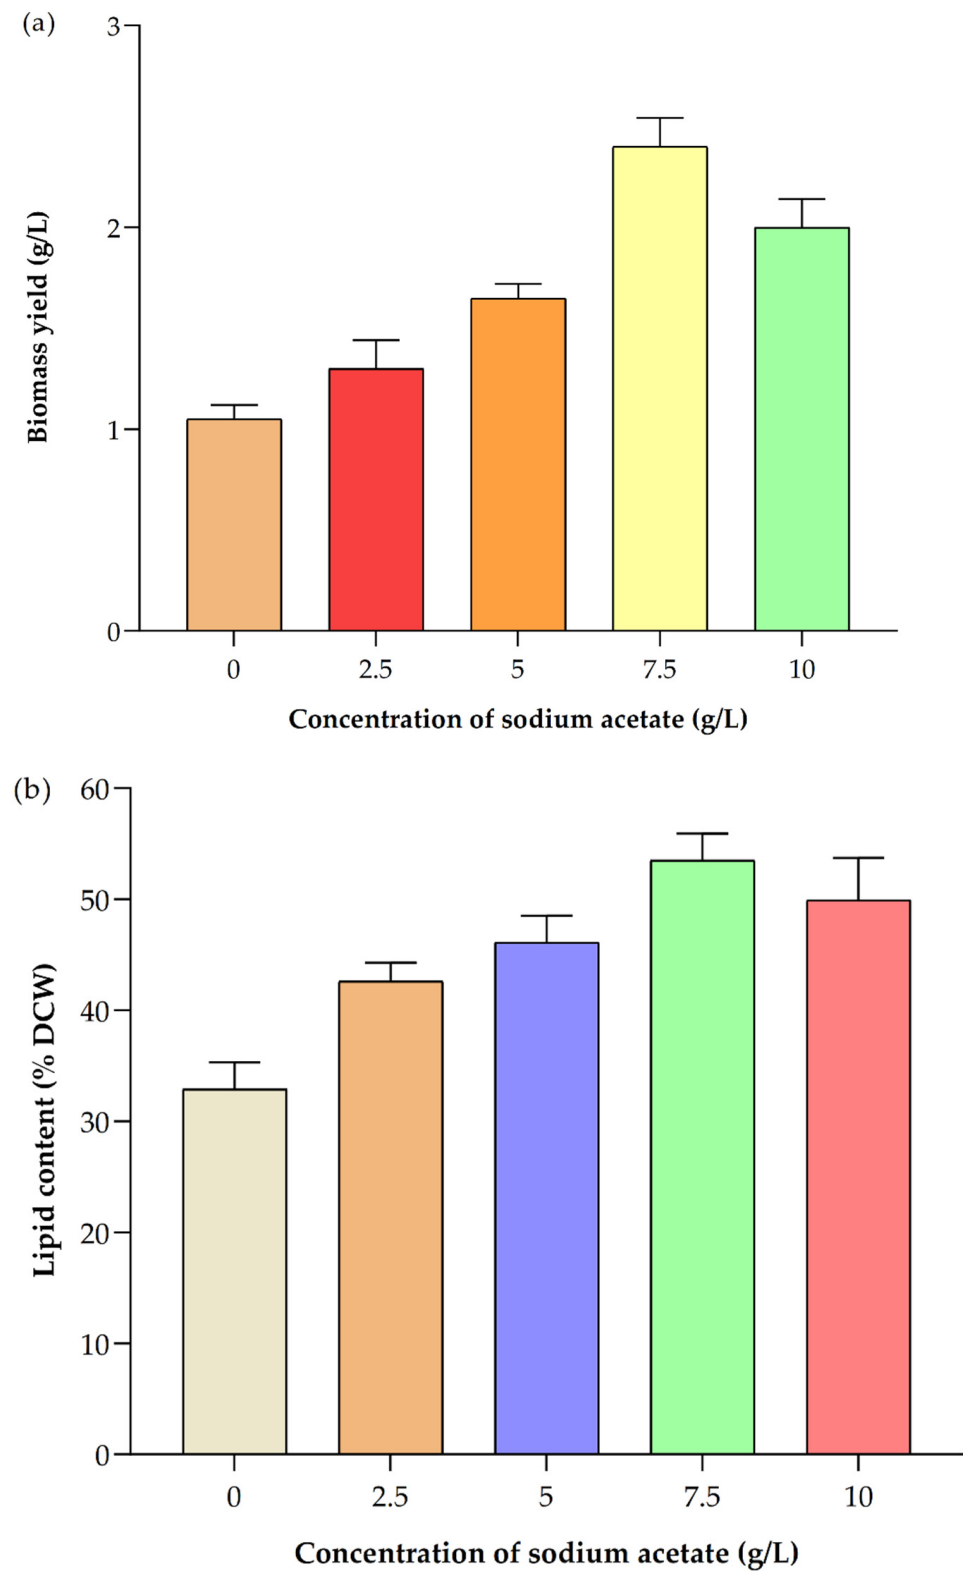 (a)
3
2
1
0
Biomass yield (g/L)
0 2.5 5 7.5 10
Concentration of sodium acetate (g/L)
(b)
60
50
40
30
20
10
0
Lipid content (% DCW)
0 2.5 5 7.5 10
Concentration of sodium acetate (g/L)